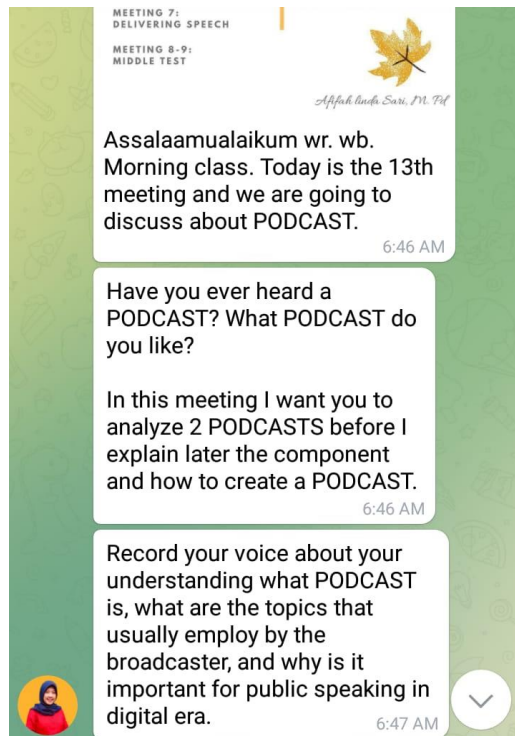 MEETING 7:
DELIVERING SPEECH
MEETING 8-9:
MIDDLE TEST
Afifah linda Sari, M. Pd
Assalaamualaikum wr. wb.
Morning class. Today is the 13th
meeting and we are going to
discuss about PODCAST.
6:46 AM
Have you ever heard a
PODCAST? What PODCAST do
you like?
In this meeting I want you to
analyze 2 PODCASTS before I
explain later the component
and how to create a PODCAST.
6:46 AM
Record your voice about your
understanding what PODCAST
is, what are the topics that
usually employ by the
broadcaster, and why is it
important for public speaking in
digital era.
6:47 AM